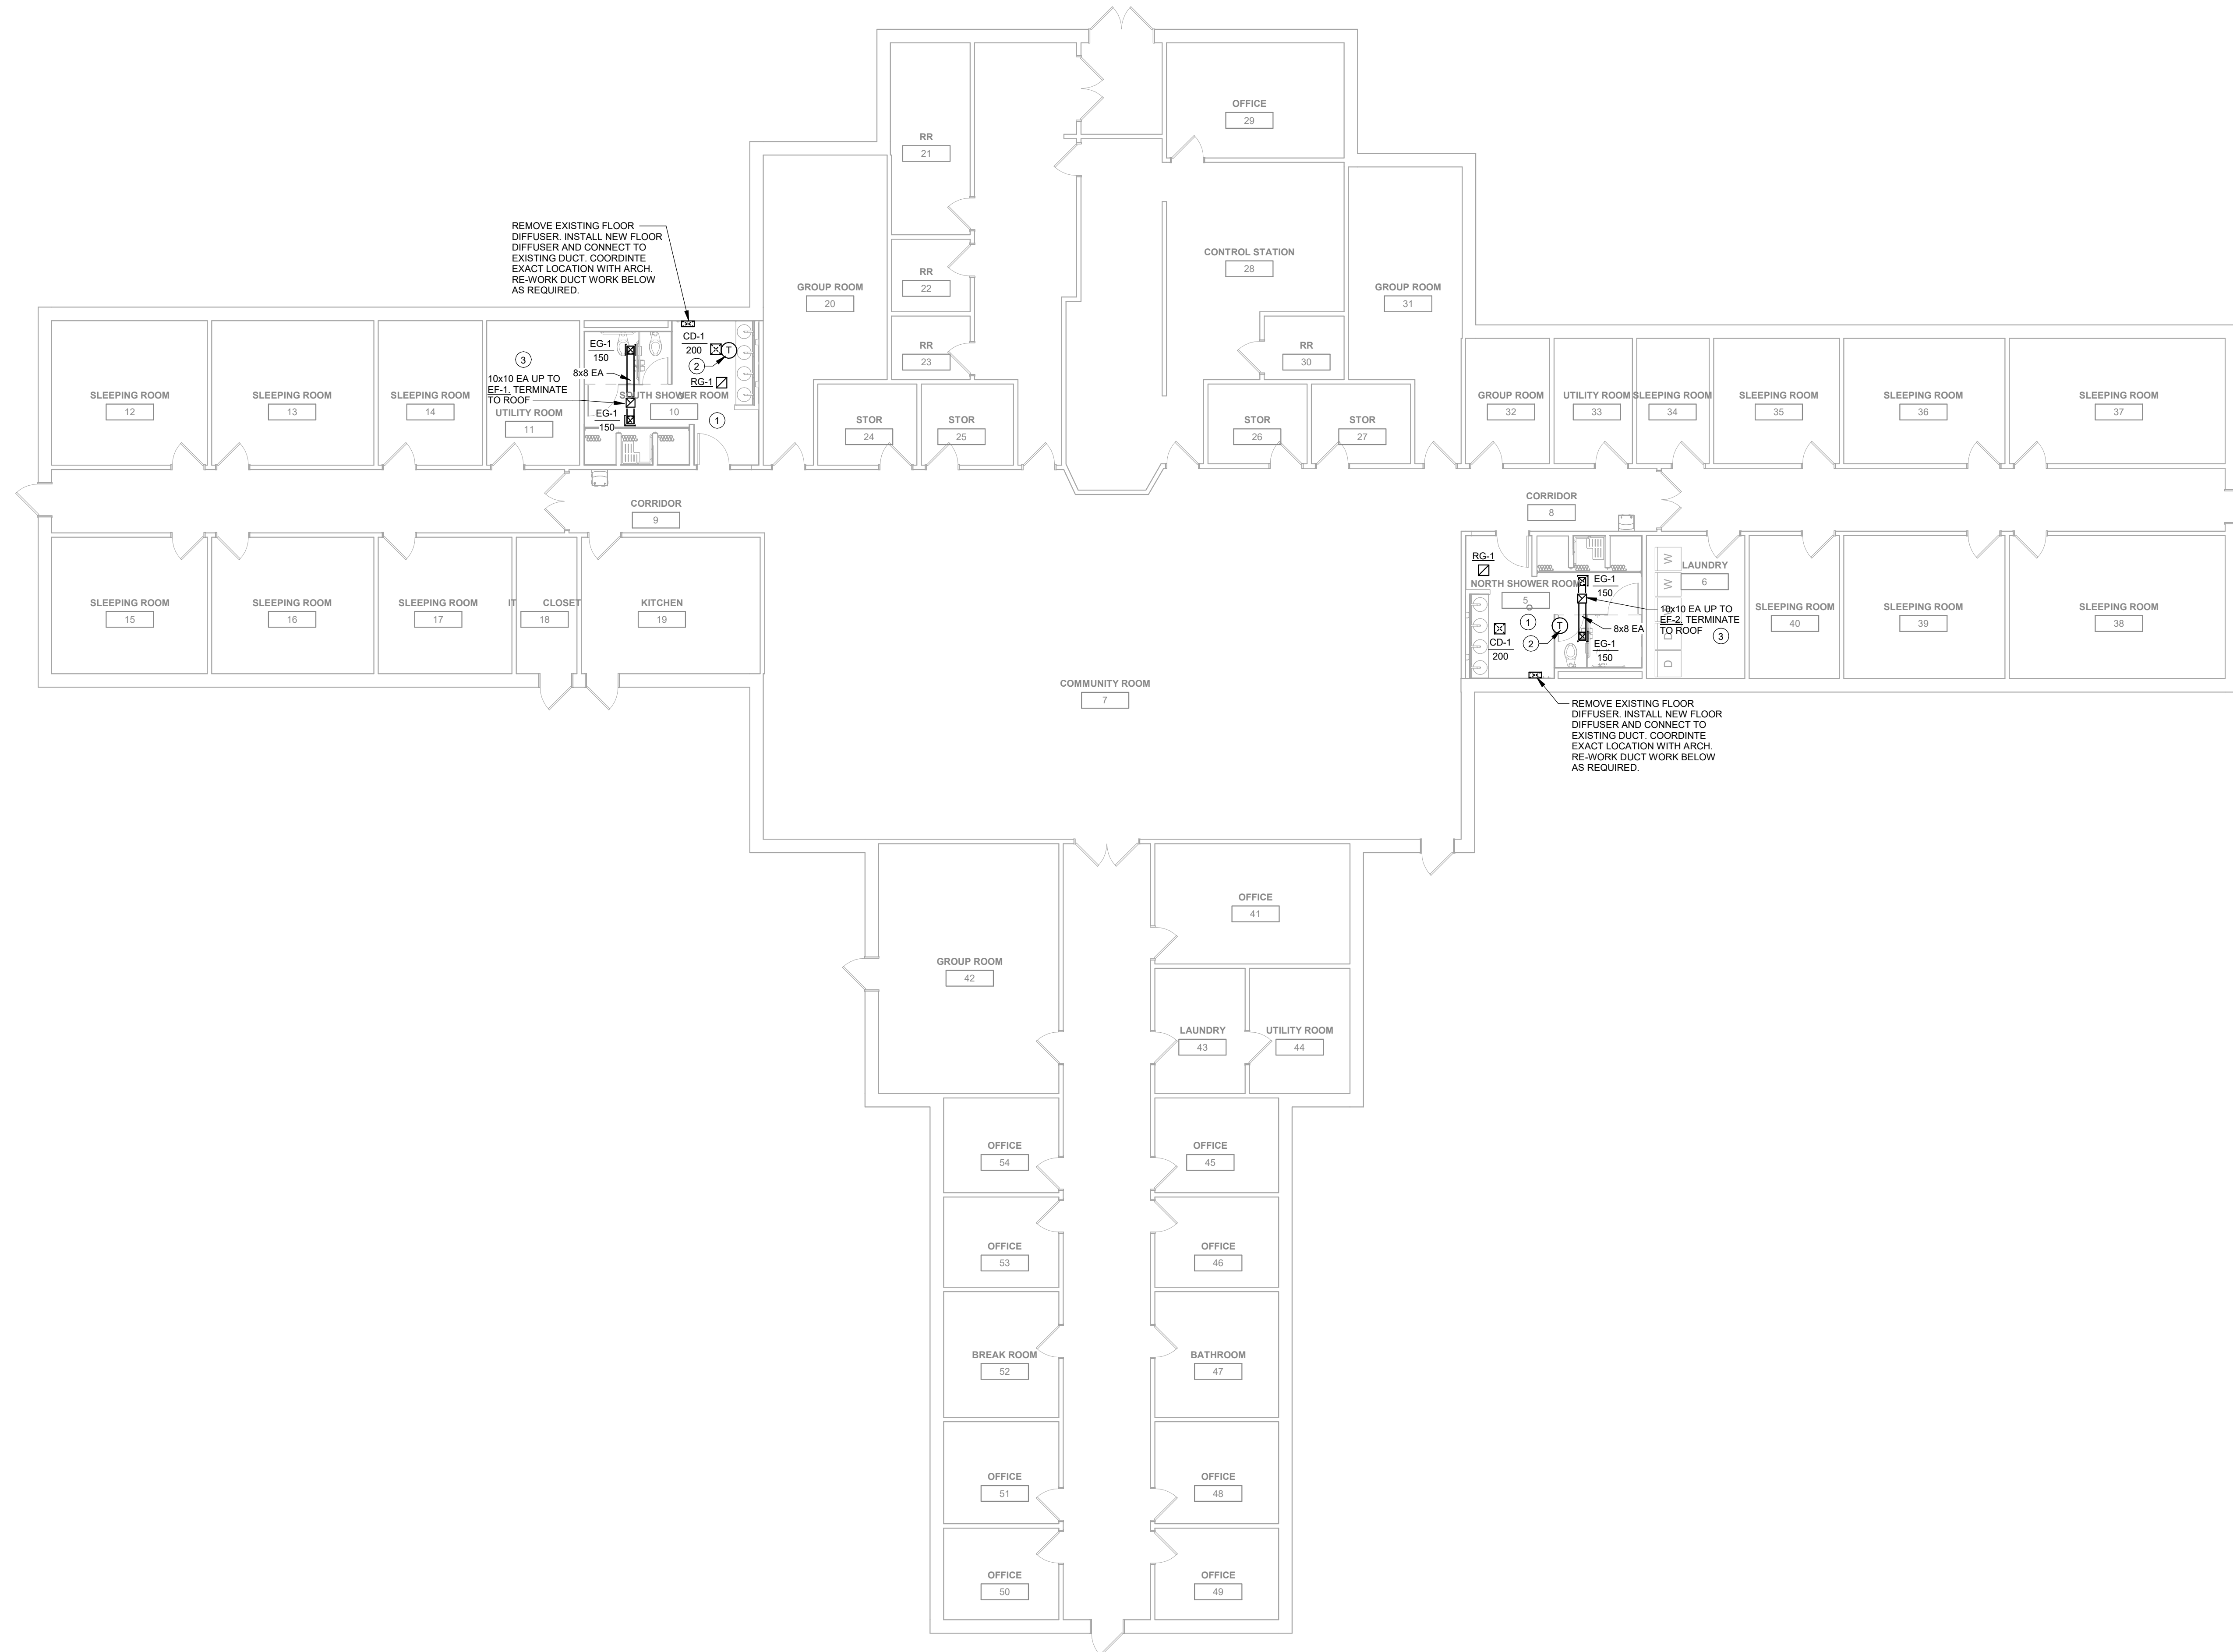 OFFICE
29
RR
21
REMOVE EXISTING FLOOR
DIFFUSER. INSTALL NEW FLOOR
DIFFUSER AND CONNECT TO
EXISTING DUCT. COORDINTE
EXACT LOCATION WITH ARCH.
RE-WORK DUCT WORK BELOW
AS REQUIRED.
CONTROL STATION
28
RR
22
GROUP ROOM
20
GROUP ROOM
31
RR
23
RR
30
SLEEPING ROOM
12
SLEEPING ROOM
13
SLEEPING ROOM
14
3
10x10 EA UP TO
EF-1. TERMINATE
TO ROOF
UTILITY ROOM
11
EG-1
150
8x8 EA
CD-1
200
T
2
RG-1
SOUTH SHOWER ROOM
10
EG-1
150
1
STOR
24
STOR
25
STOR
26
STOR
27
GROUP ROOM
32
UTILITY ROOM
33
SLEEPING ROOM
34
SLEEPING ROOM
35
SLEEPING ROOM
36
SLEEPING ROOM
37
CORRIDOR
9
CORRIDOR
8
SLEEPING ROOM
15
SLEEPING ROOM
16
SLEEPING ROOM
17
IT CLOSET
18
KITCHEN
19
RG-1
NORTH SHOWER ROOM
5
1
EG-1
150
W
W
D
D
LAUNDRY
6
10x10 EA UP TO
EF-2. TERMINATE
TO ROOF
3
8x8 EA
T
2
CD-1
200
EG-1
150
SLEEPING ROOM
40
SLEEPING ROOM
39
SLEEPING ROOM
38
COMMUNITY ROOM
7
REMOVE EXISTING FLOOR
DIFFUSER. INSTALL NEW FLOOR
DIFFUSER AND CONNECT TO
EXISTING DUCT. COORDINTE
EXACT LOCATION WITH ARCH.
RE-WORK DUCT WORK BELOW
AS REQUIRED.
OFFICE
41
GROUP ROOM
42
LAUNDRY
43
UTILITY ROOM
44
OFFICE
54
OFFICE
45
OFFICE
53
OFFICE
46
BREAK ROOM
52
BATHROOM
47
OFFICE
51
OFFICE
48
OFFICE
50
OFFICE
49